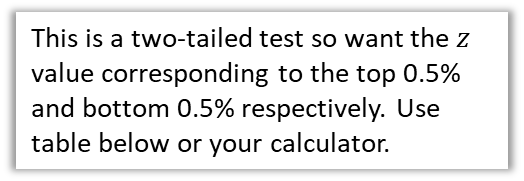 This is a two-tailed test so want the z
value corresponding to the top 0.5%
and bottom 0.5% respectively. Use
table below or your calculator.